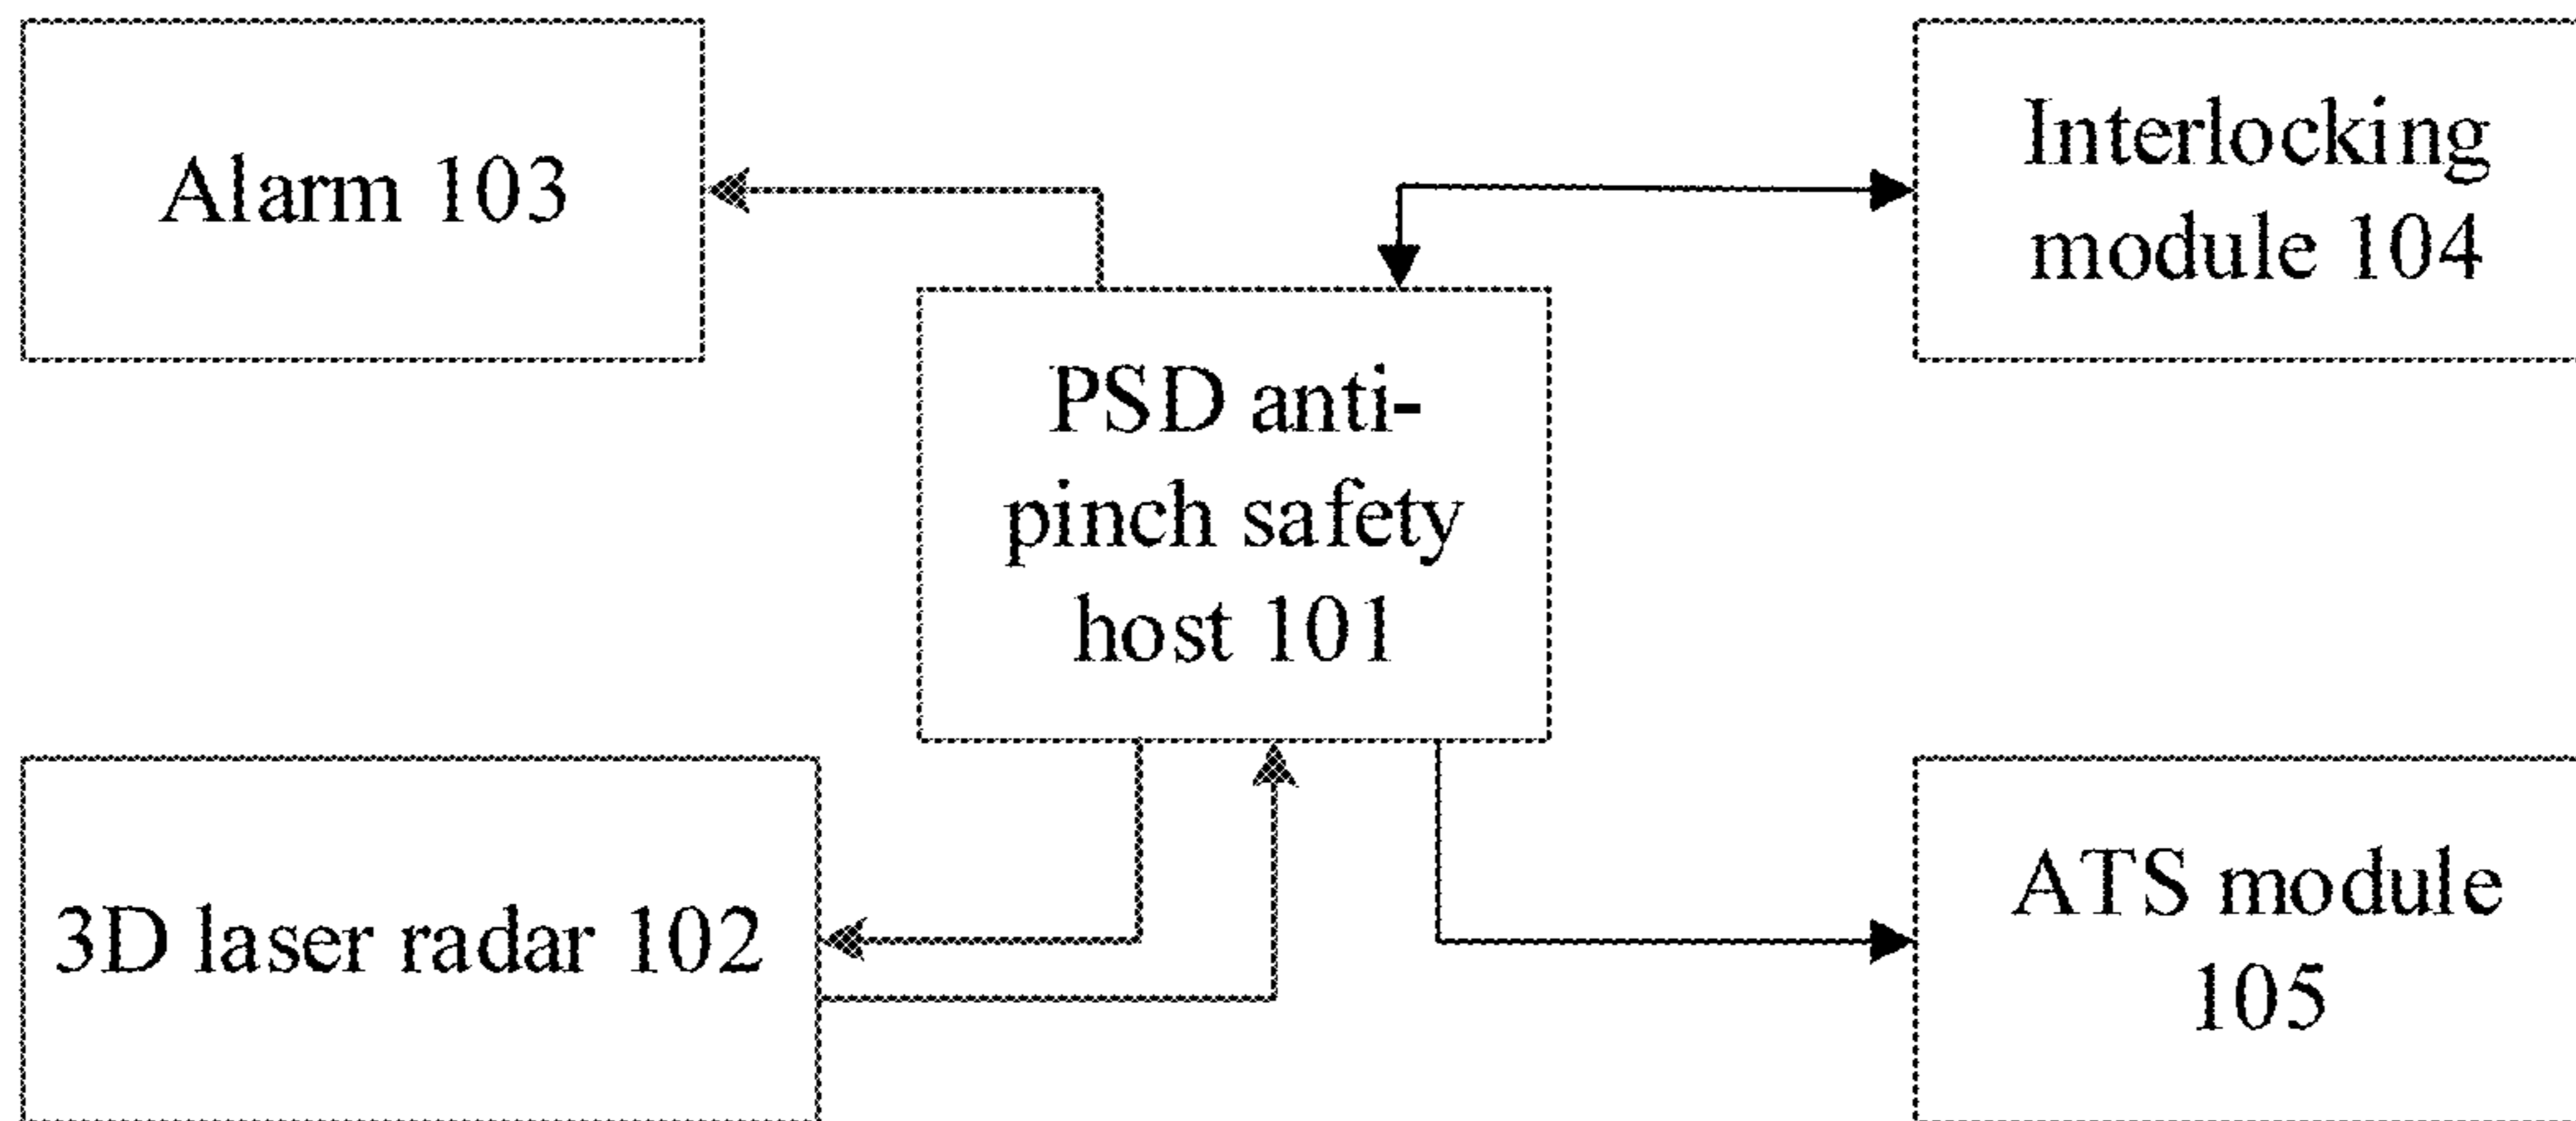 Alarm 103
Interlocking
module 104
PSD anti-
pinch safety
host 101
3D laser radar 102
ATS module
105